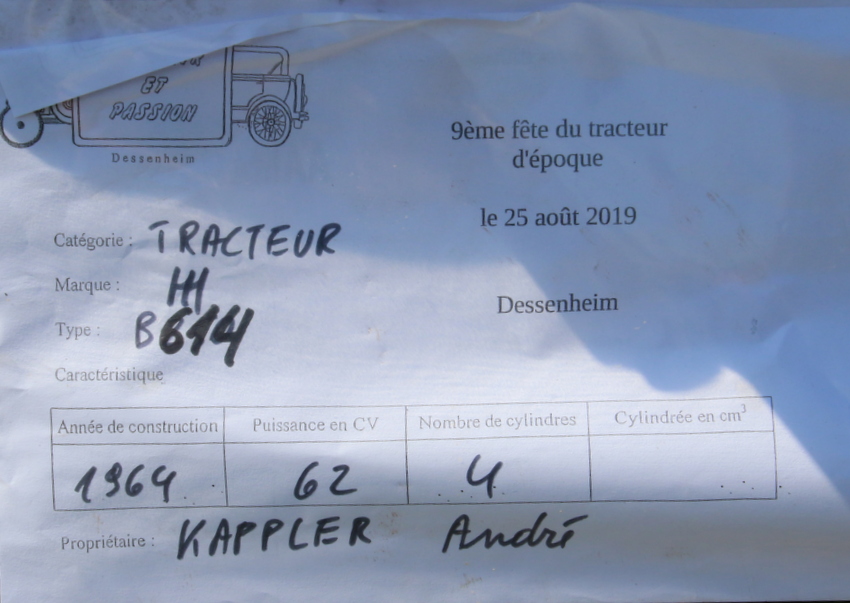 ET
PASSION
Dessenheim
9ème fête du tracteur
d'époque
le 25 août 2019
Dessenheim
Catégorie : TRACTEUR
Marque : IH
Type : B614
Caractéristique
Année de construction Puissance en CV Nombre de cylindres Cylindrée en cm³
1964 62 4
Propriétaire : KAPPLER André